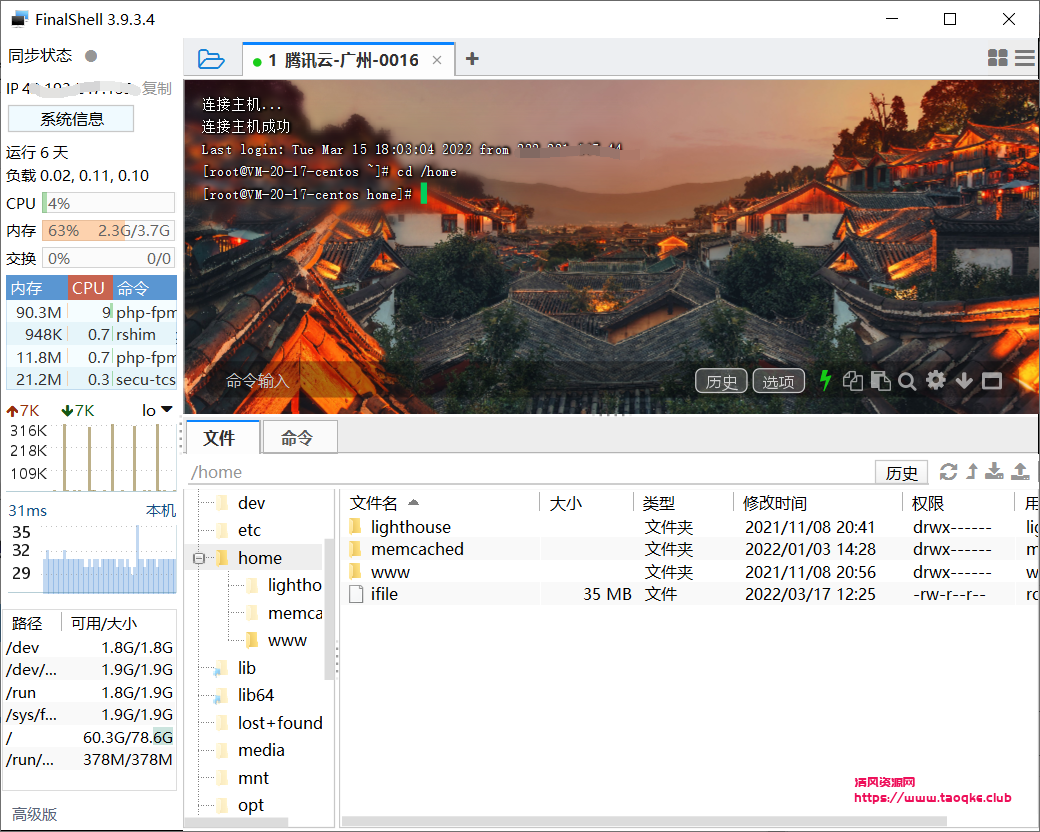 FinalShell 3.9.3.4
同步状态
IP 复制
系统信息
运行 6 天
负载 0.02, 0.11, 0.10
CPU 4%
内存 63% 2.3G/3.7G
交换 0% 0/0
内存 CPU 命令
90.3M 9 php-fpm
948K 0.7 rshim
11.8M 0.7 php-fpm
21.2M 0.3 secu-tcs
7K 7K lo
316K
218K
109K
31ms 本机
35
32
29
路径 可用/大小
/dev 1.8G/1.8G
/dev/... 1.9G/1.9G
/run 1.8G/1.9G
/sys/f... 1.9G/1.9G
/ 60.3G/78.6G
/run/... 378M/378M
高级版
1 腾讯云-广州-0016
连接主机...
连接主机成功
Last login: Tue Mar 15 18:03:04 2022 from
[root@VM-20-17-centos ~]# cd /home
[root@VM-20-17-centos home]#
命令输入 历史 选项
文件 命令
/home 历史
dev
etc
home
lightho
memca
www
lib
lib64
lost+found
media
mnt
opt
文件名 大小 类型 修改时间 权限 用
lighthouse 文件夹 2021/11/08 20:41 drwx------ lig
memcached 文件夹 2022/01/03 14:28 drwx------ m
www 文件夹 2021/11/08 20:56 drwx------ w
ifile 35 MB 文件 2022/03/17 12:25 -rw-r--r-- ro
清风资源网
https://www.taoqke.club